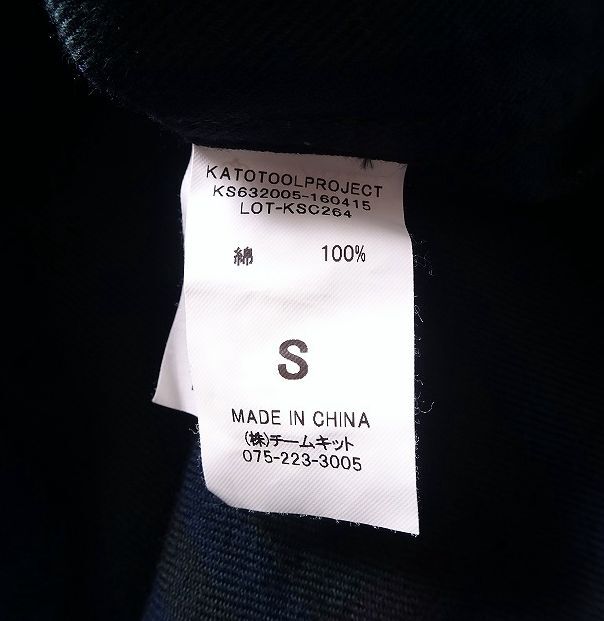 KATOTOOLPROJECT
KS632005-160415
LOT-KSC264
綿 100%
S
MADE IN CHINA
(株)チームキット
075-223-3005